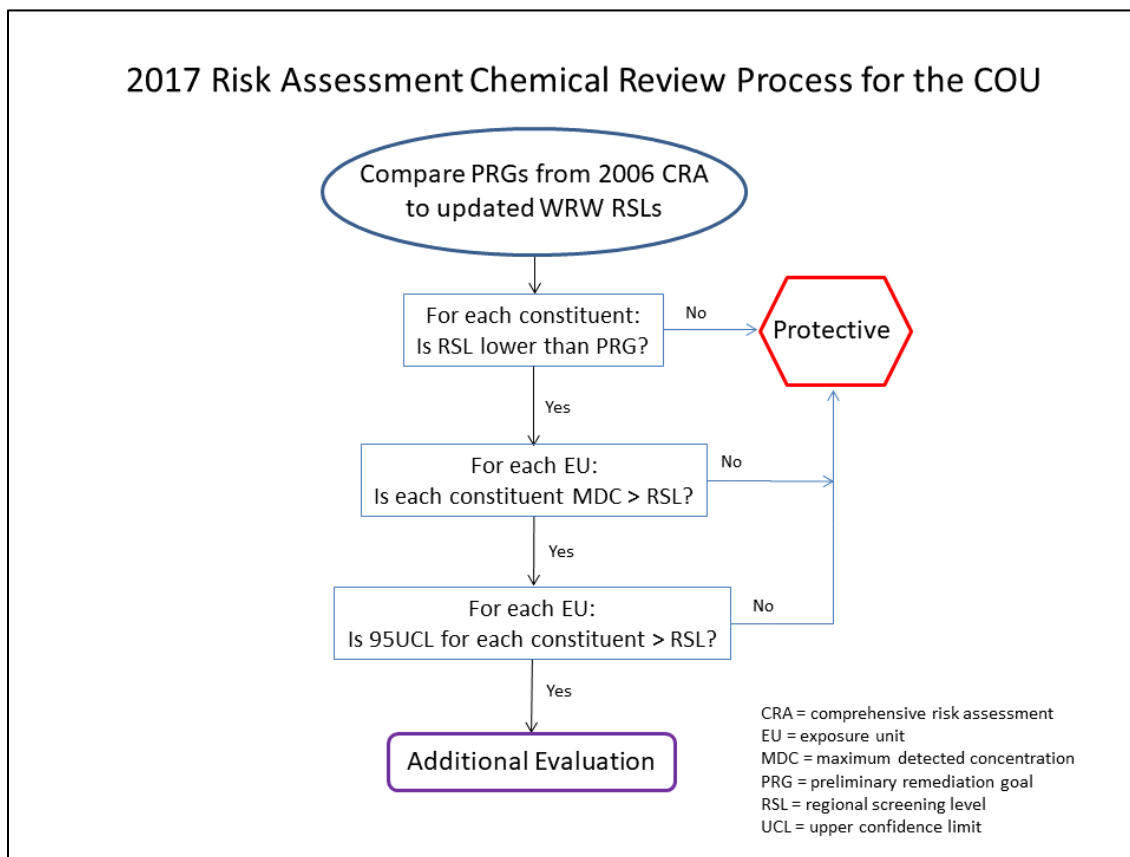 2017 Risk Assessment Chemical Review Process for the COU
Compare PRGs from 2006 CRA
to updated WRW RSLs
For each constituent:
Is RSL lower than PRG?
No
Protective
Yes
For each EU:
Is each constituent MDC > RSL?
No
Yes
For each EU:
Is 95UCL for each constituent > RSL?
No
Yes
Additional Evaluation
CRA = comprehensive risk assessment
EU = exposure unit
MDC = maximum detected concentration
PRG = preliminary remediation goal
RSL = regional screening level
UCL = upper confidence limit